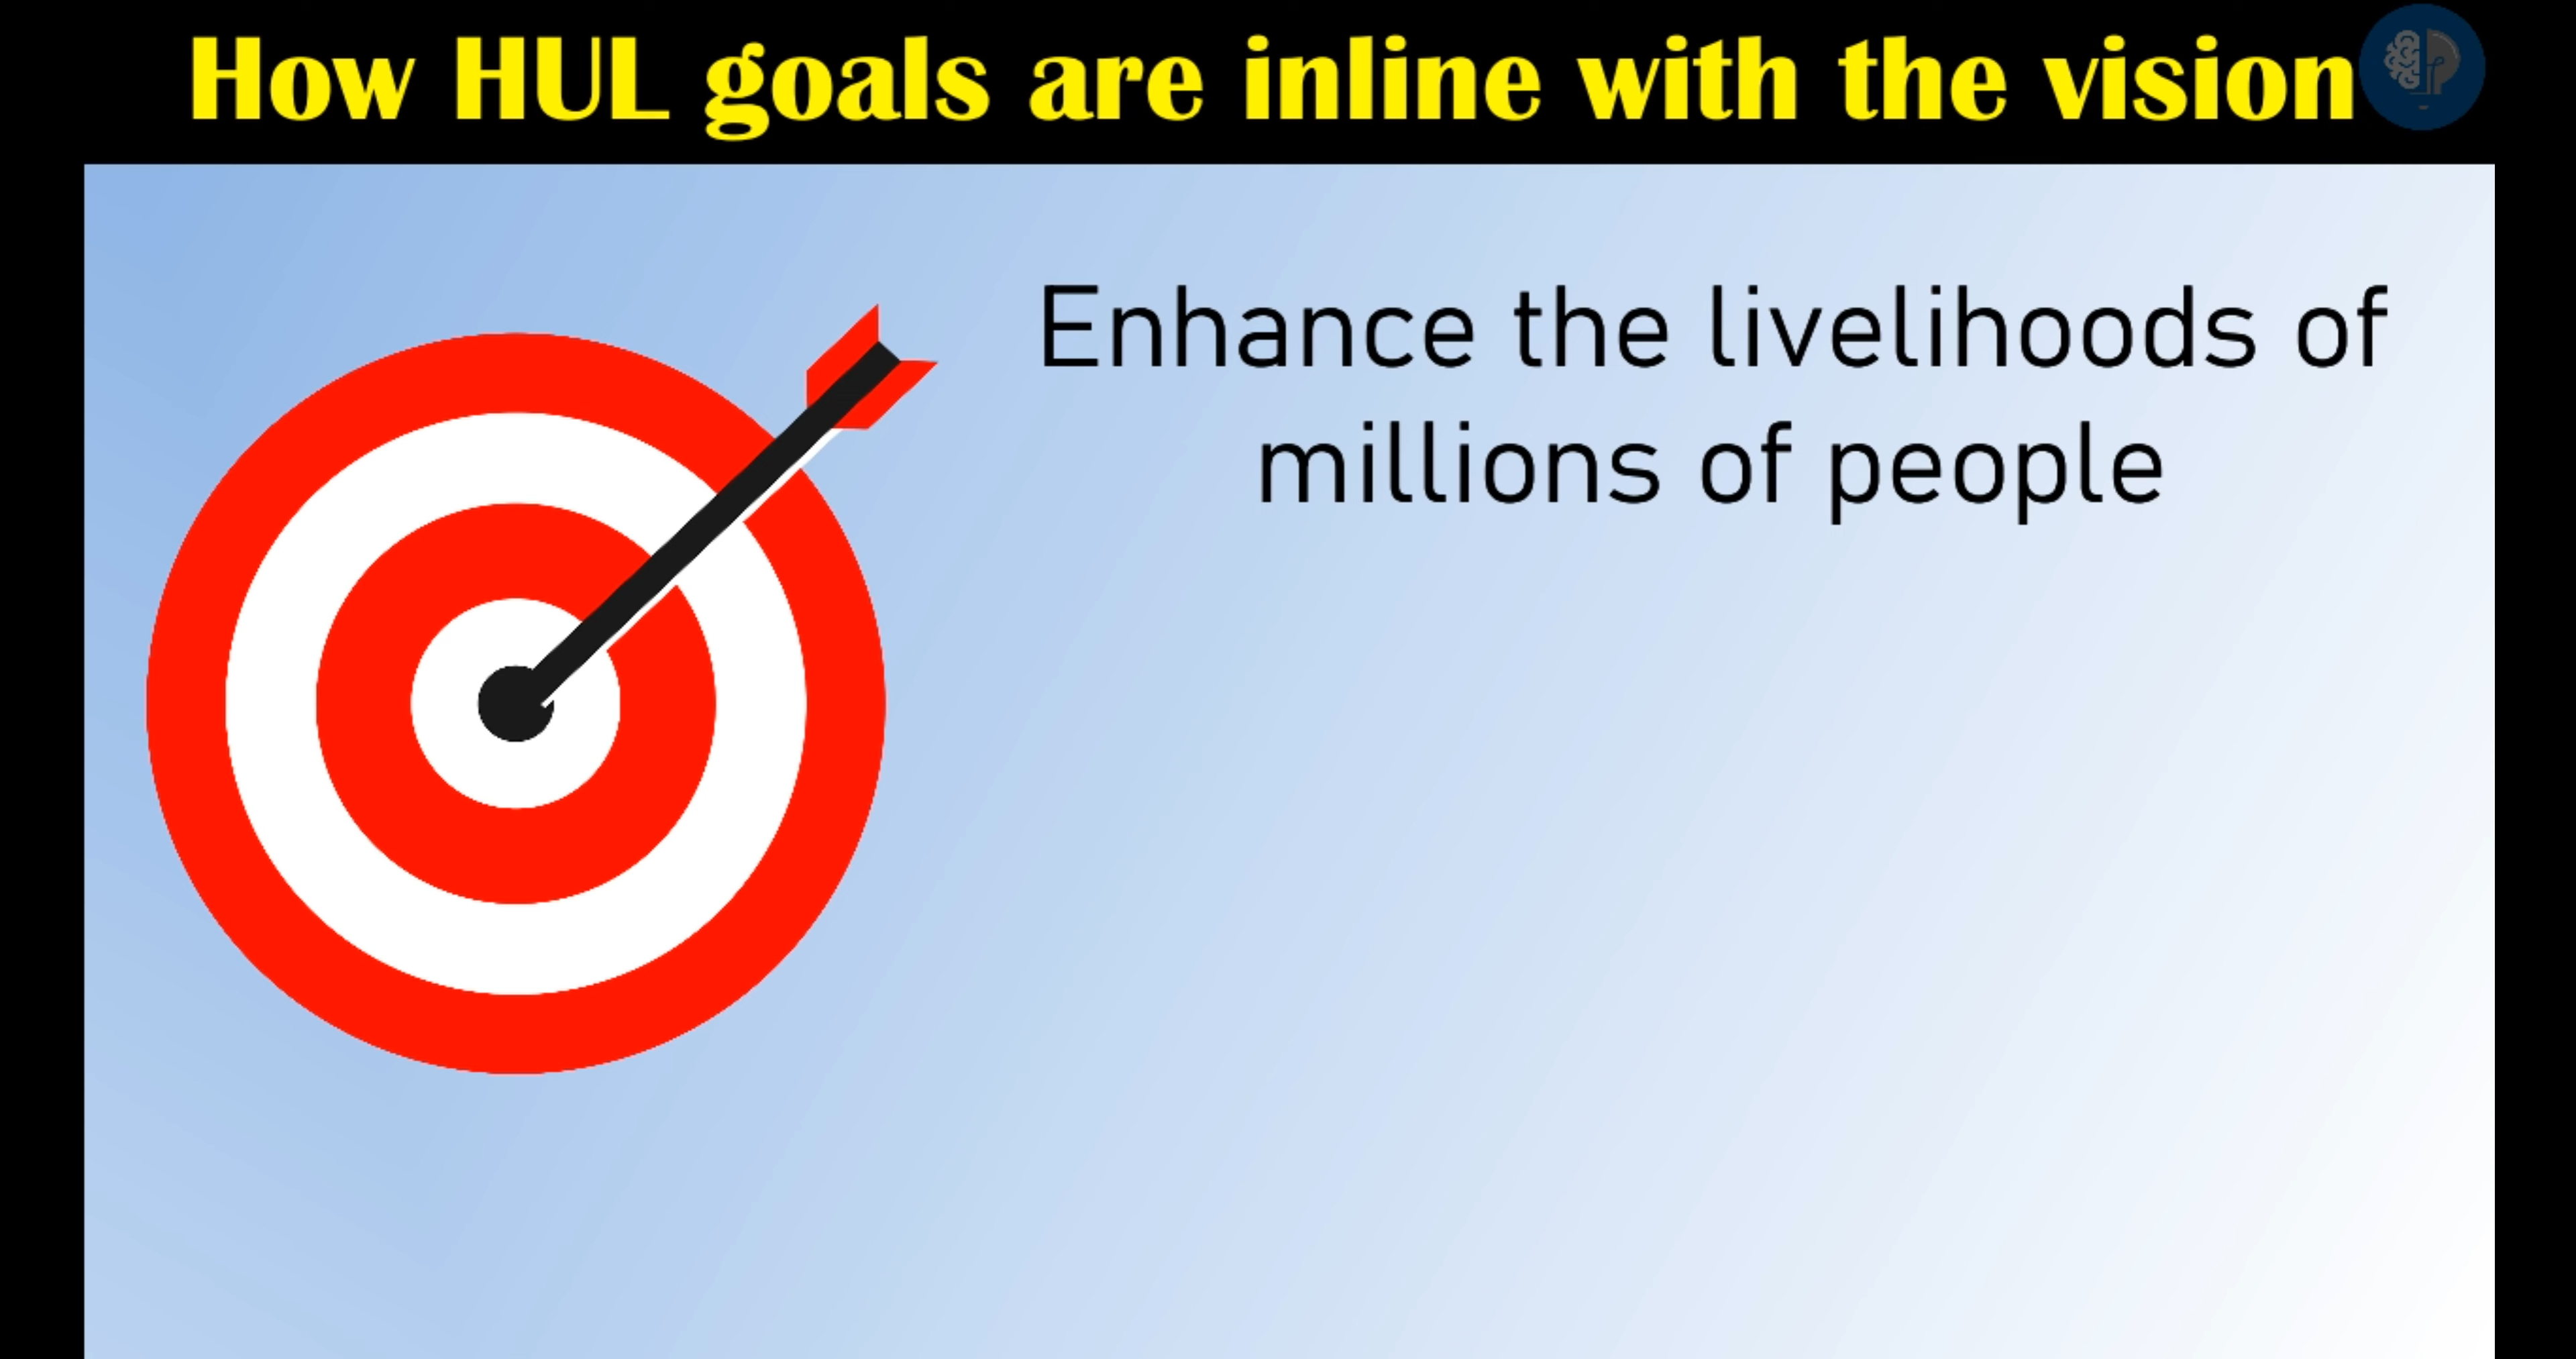 How HUL goals are inline with the vision
Enhance the livelihoods of
millions of people